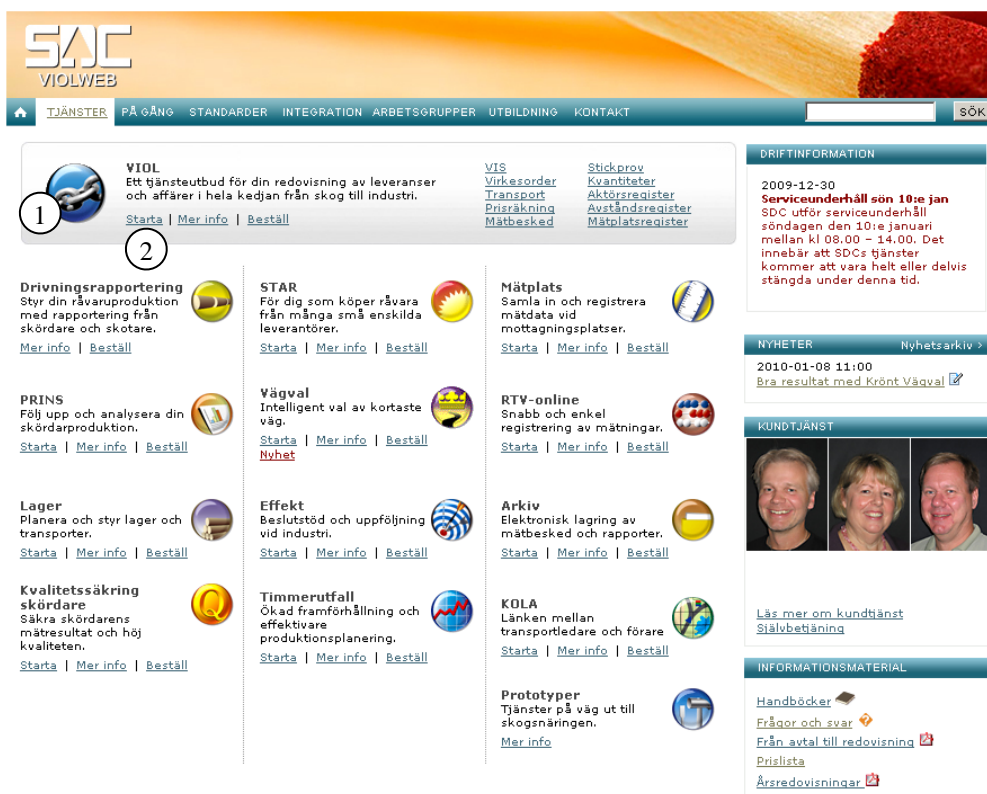 SDC
VIOLWEB
TJÄNSTER PÅ GÅNG STANDARDER INTEGRATION ARBETSGRUPPER UTBILDNING KONTAKT SÖK
VIOL
Ett tjänsteutbud för din redovisning av leveranser
och affärer i hela kedjan från skog till industri.
Starta | Mer info | Beställ
1
2
VIS
Virkesorder
Transport
Prisräkning
Mätbesked
Stickprov
Kvantiteter
Aktörsregister
Avståndsregister
Mätplatsregister
Drivningsrapportering
Styr din råvaruproduktion
med rapportering från
skördare och skotare.
Mer info | Beställ
STAR
För dig som köper råvara
från många små enskilda
leverantörer.
Starta | Mer info | Beställ
Mätplats
Samla in och registrera
mätdata vid
mottagningsplatser.
Starta | Mer info | Beställ
PRINS
Följ upp och analysera din
skördarproduktion.
Starta | Mer info | Beställ
Vägval
Intelligent val av kortaste
väg.
Starta | Mer info | Beställ
Nyhet
RTV-online
Snabb och enkel
registrering av mätningar.
Starta | Mer info | Beställ
Lager
Planera och styr lager och
transporter.
Starta | Mer info | Beställ
Effekt
Beslutstöd och uppföljning
vid industri.
Starta | Mer info | Beställ
Arkiv
Elektronisk lagring av
mätbesked och rapporter.
Starta | Mer info | Beställ
Kvalitetssäkring
skördare
Säkra skördarens
mätresultat och höj
kvaliteten.
Starta | Mer info | Beställ
Q
Timmerutfall
Ökad framförhållning och
effektivare
produktionsplanering.
Starta | Mer info | Beställ
KOLA
Länken mellan
transportledare och förare
Starta | Mer info | Beställ
Prototyper
Tjänster på väg ut till
skogsnäringen.
Mer info
DRIFTINFORMATION
2009-12-30
Serviceunderhåll sön 10:e jan
SDC utför serviceunderhåll
söndagen den 10:e januari
mellan kl 08.00 - 14.00. Det
innebär att SDCs tjänster
kommer att vara helt eller delvis
stängda under denna tid.
NYHETER Nyhetsarkiv >
2010-01-08 11:00
Bra resultat med Krönt Vägval
KUNDTJÄNST
Läs mer om kundtjänst
Självbetjäning
INFORMATIONSMATERIAL
Handböcker
Frågor och svar
Från avtal till redovisning
Prislista
Årsredovisningar